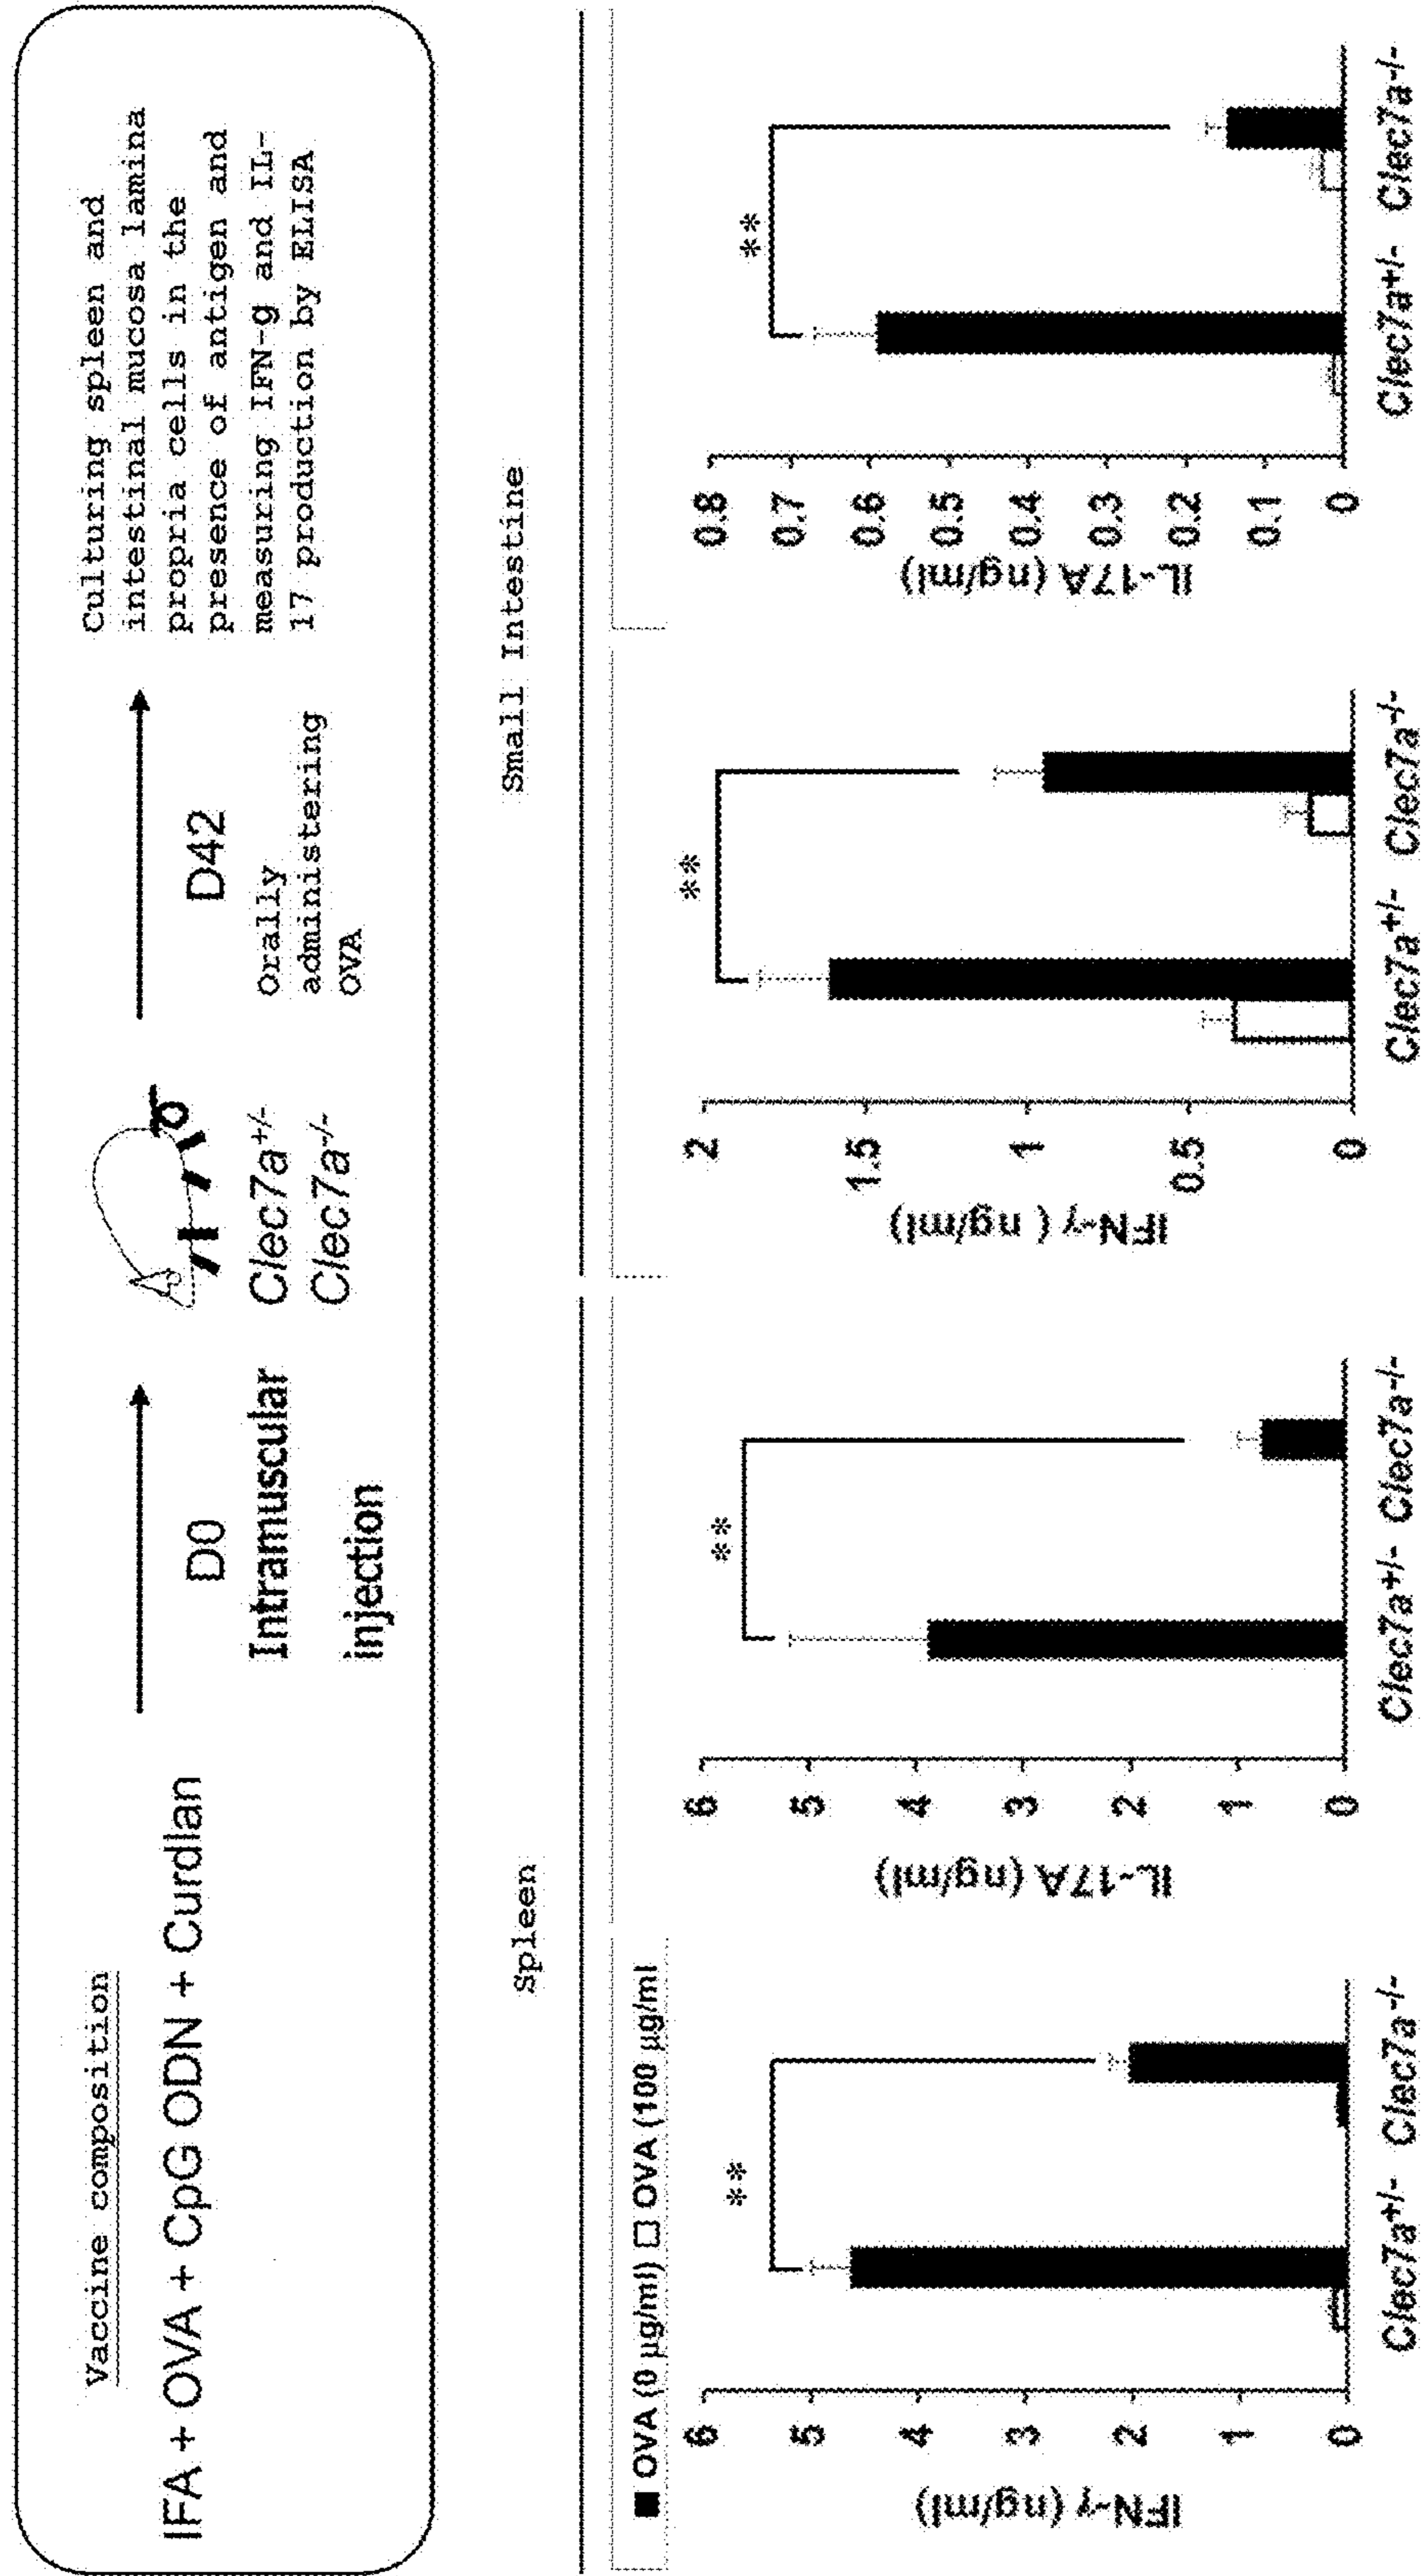 Vaccine composition
IFA + OVA + CpG ODN + Curdlan
D0
Intramuscular
injection
Clec7a+/-
Clec7a-/-
D42
Orally
administering
OVA
Culturing spleen and
intestinal mucosa lamina
propria cells in the
presence of antigen and
measuring IFN-g and IL-
17 production by ELISA
Spleen
Small Intestine
■ OVA (0 µg/ml) □ OVA (100 µg/ml
IFN-γ (ng/ml)
6
5
4
3
2
1
0
**
Clec7a+/- Clec7a-/-
IL-17A (ng/ml)
6
5
4
3
2
1
0
**
Clec7a+/- Clec7a-/-
IFN-γ ( ng/ml)
2
1.5
1
0.5
0
**
Clec7a+/- Clec7a-/-
IL-17A (ng/ml)
0.8
0.7
0.6
0.5
0.4
0.3
0.2
0.1
0
**
Clec7a+/- Clec7a-/-